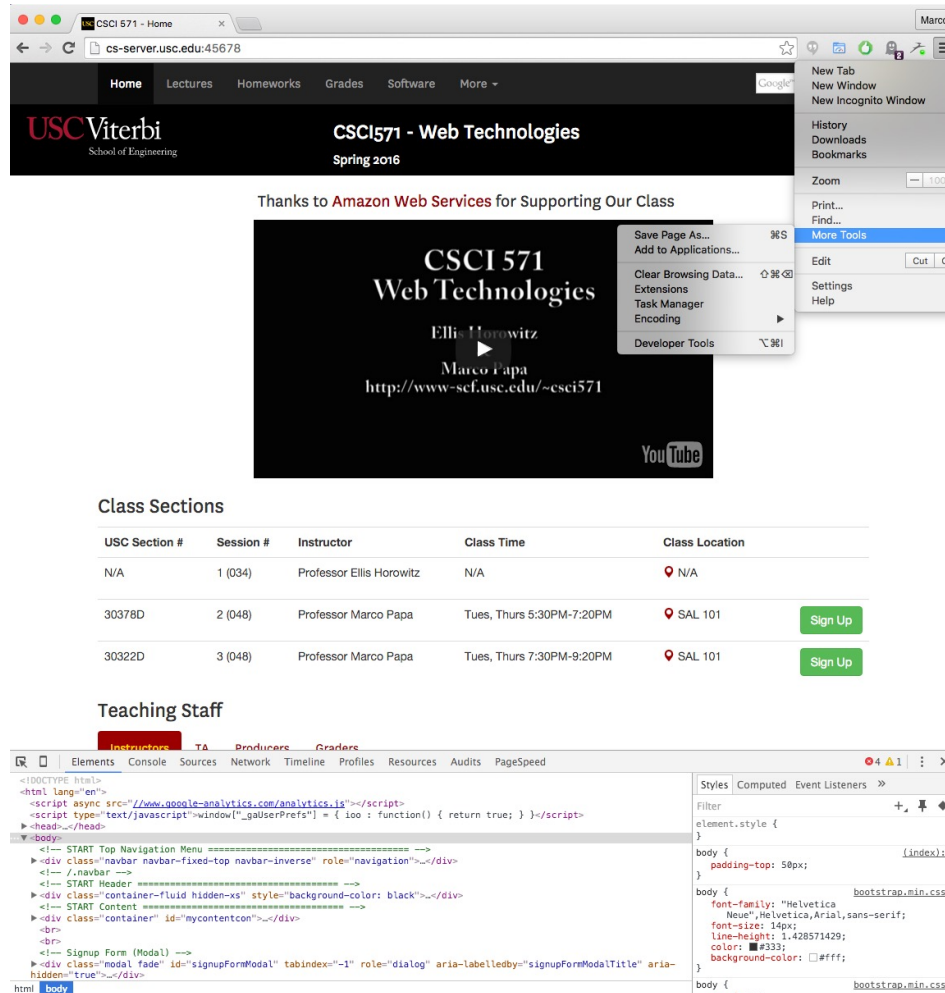 CSCI 571 - Home
Marco
cs-server.usc.edu:45678
2
Home Lectures Homeworks Grades Software More
Google™
USC Viterbi
School of Engineering
CSCI571 - Web Technologies
Spring 2016
New Tab
New Window
New Incognito Window
History
Downloads
Bookmarks
Zoom 100
Print...
Find...
More Tools
Edit Cut
Settings
Help
Save Page As... ⌘S
Add to Applications...
Clear Browsing Data... ⇧⌘⌫
Extensions
Task Manager
Encoding
Developer Tools ⌥⌘I
Thanks to Amazon Web Services for Supporting Our Class
CSCI 571
Web Technologies
Ellis Horowitz
&
Marco Papa
http://www-scf.usc.edu/~csci571
YouTube
Class Sections
USC Section # Session # Instructor Class Time Class Location
N/A 1 (034) Professor Ellis Horowitz N/A N/A
30378D 2 (048) Professor Marco Papa Tues, Thurs 5:30PM-7:20PM SAL 101 Sign Up
30322D 3 (048) Professor Marco Papa Tues, Thurs 7:30PM-9:20PM SAL 101 Sign Up
Teaching Staff
Instructors TA Producers Graders
Elements Console Sources Network Timeline Profiles Resources Audits PageSpeed 4 1
<!DOCTYPE html>
<html lang="en">
<script async src="//www.google-analytics.com/analytics.js"></script>
<script type="text/javascript">window["_gaUserPrefs"] = { ioo : function() { return true; } }</script>
<head>…</head>
<body>
<!-- START Top Navigation Menu ===================================== -->
<div class="navbar navbar-fixed-top navbar-inverse" role="navigation">…</div>
<!-- /.navbar -->
<!-- START Header ===================================== -->
<div class="container-fluid hidden-xs" style="background-color: black">…</div>
<!-- START Content ===================================== -->
<div class="container" id="mycontentcon">…</div>
<br>
<br>
<!-- Signup Form (Modal) -->
<div class="modal fade" id="signupFormModal" tabindex="-1" role="dialog" aria-labelledby="signupFormModalTitle" aria-
hidden="true">…</div>
html body
Styles Computed Event Listeners »
Filter
element.style {
}
body { (index):
padding-top: 50px;
}
body { bootstrap.min.css
font-family: "Helvetica
Neue",Helvetica,Arial,sans-serif;
font-size: 14px;
line-height: 1.428571429;
color: #333;
background-color: #fff;
}
body { bootstrap.min.css